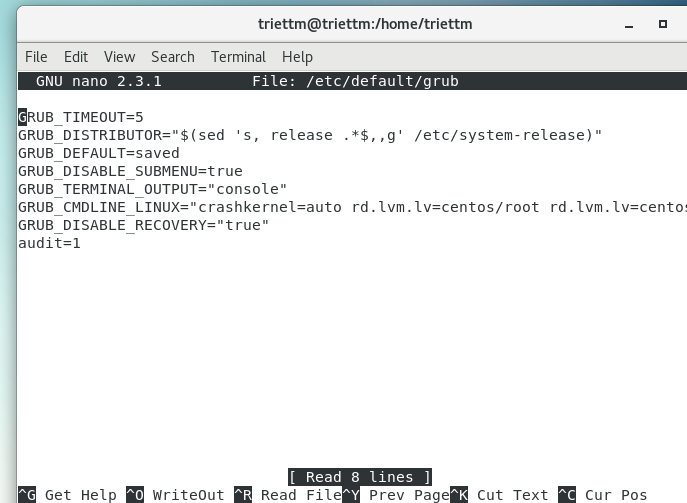 triettm@triettm:/home/triettm
File Edit View Search Terminal Help
GNU nano 2.3.1 File: /etc/default/grub
GRUB_TIMEOUT=5
GRUB_DISTRIBUTOR="$(sed 's, release .*$,,g' /etc/system-release)"
GRUB_DEFAULT=saved
GRUB_DISABLE_SUBMENU=true
GRUB_TERMINAL_OUTPUT="console"
GRUB_CMDLINE_LINUX="crashkernel=auto rd.lvm.lv=centos/root rd.lvm.lv=centos
GRUB_DISABLE_RECOVERY="true"
audit=1
[ Read 8 lines ]
^G Get Help ^O WriteOut ^R Read File ^Y Prev Page ^K Cut Text ^C Cur Pos